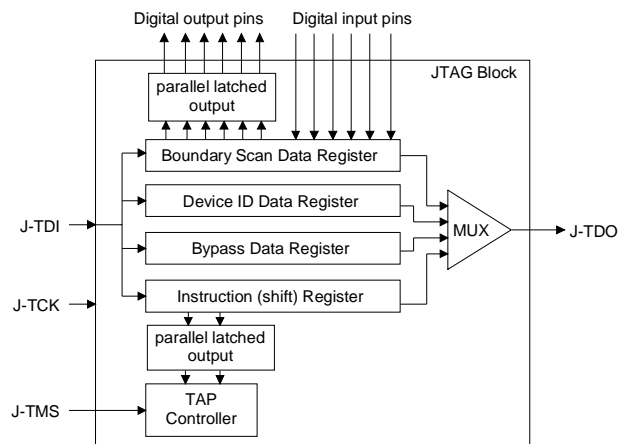 Digital output pins
Digital input pins
JTAG Block
parallel latched
output
Boundary Scan Data Register
Device ID Data Register
J-TDI
MUX
J-TDO
Bypass Data Register
J-TCK
Instruction (shift) Register
parallel latched
output
J-TMS
TAP
Controller